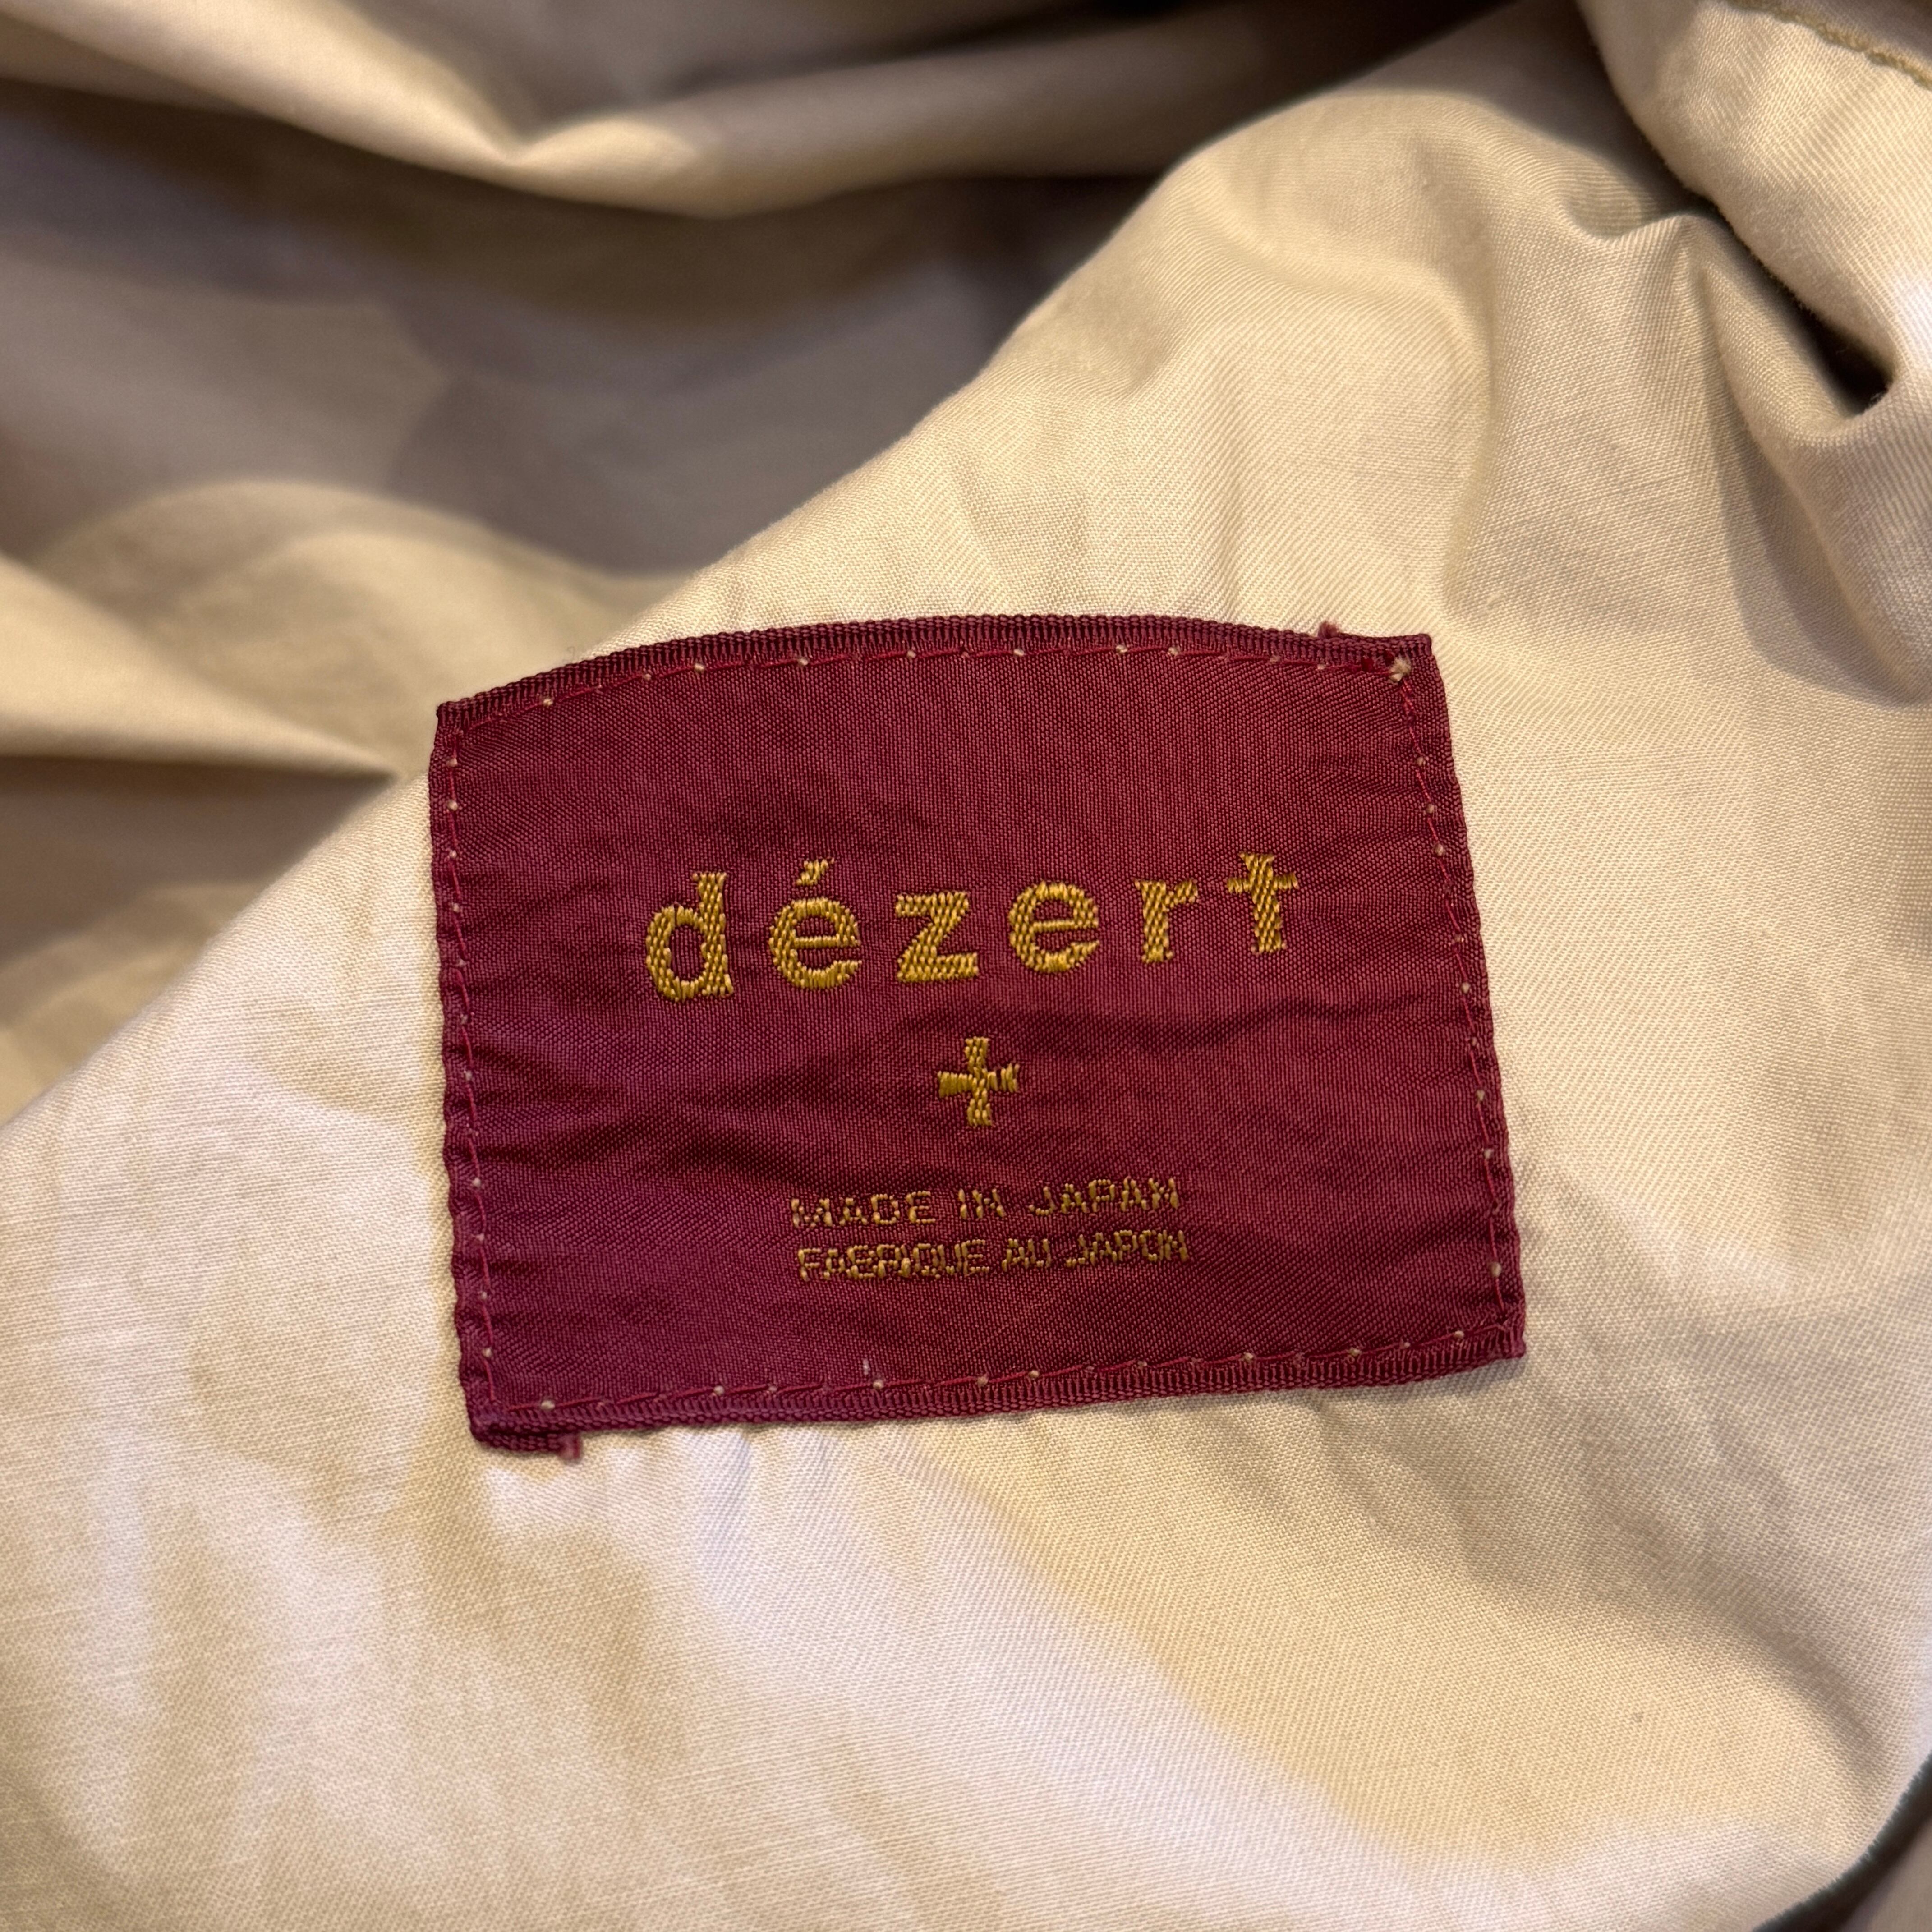 dézert
+
MADE IN JAPAN
FABRIQUE AU JAPON